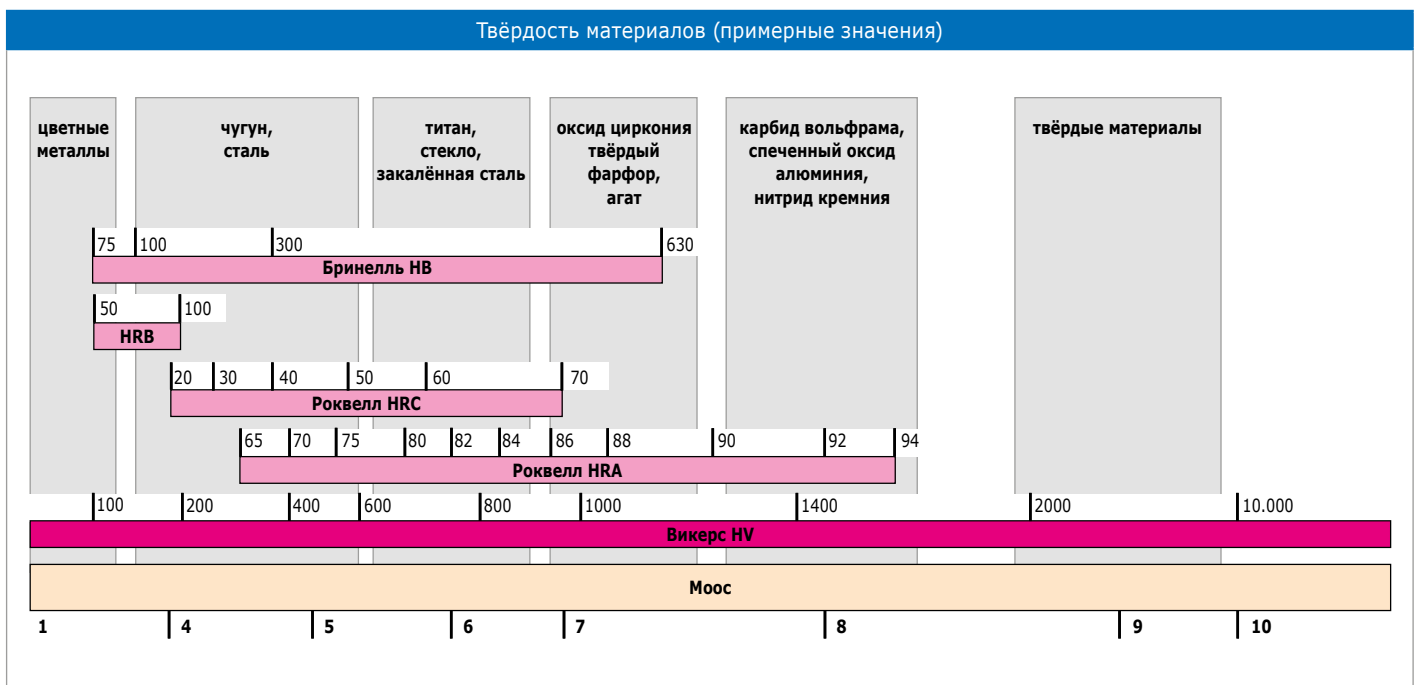 Твёрдость материалов (примерные значения)
цветные
металлы
чугун,
сталь
титан,
стекло,
закалённая сталь
оксид циркония
твёрдый
фарфор,
агат
карбид вольфрама,
спеченный оксид
алюминия,
нитрид кремния
твёрдые материалы
75 100 300 630
Бринелль HB
50 100
HRB
20 30 40 50 60 70
Роквелл HRC
65 70 75 80 82 84 86 88 90 92 94
Роквелл HRA
100 200 400 600 800 1000 1400 2000 10.000
Викерс HV
Моос
1 4 5 6 7 8 9 10